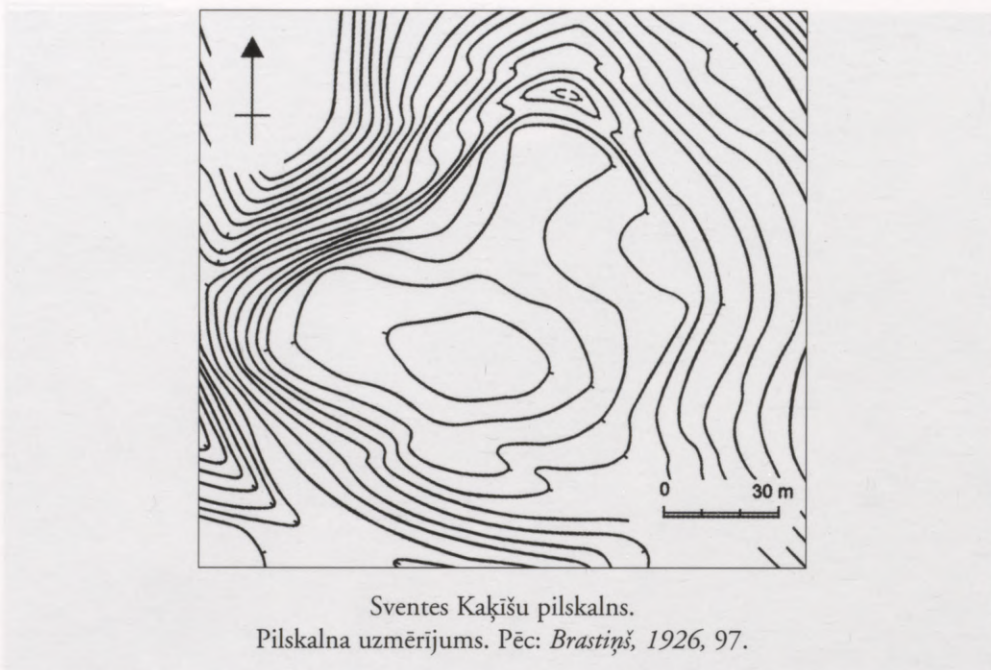 0 30 m
Sventes Kaķīšu pilskalns.
Pilskalna uzmērījums. Pēc: Brastiņš, 1926, 97.